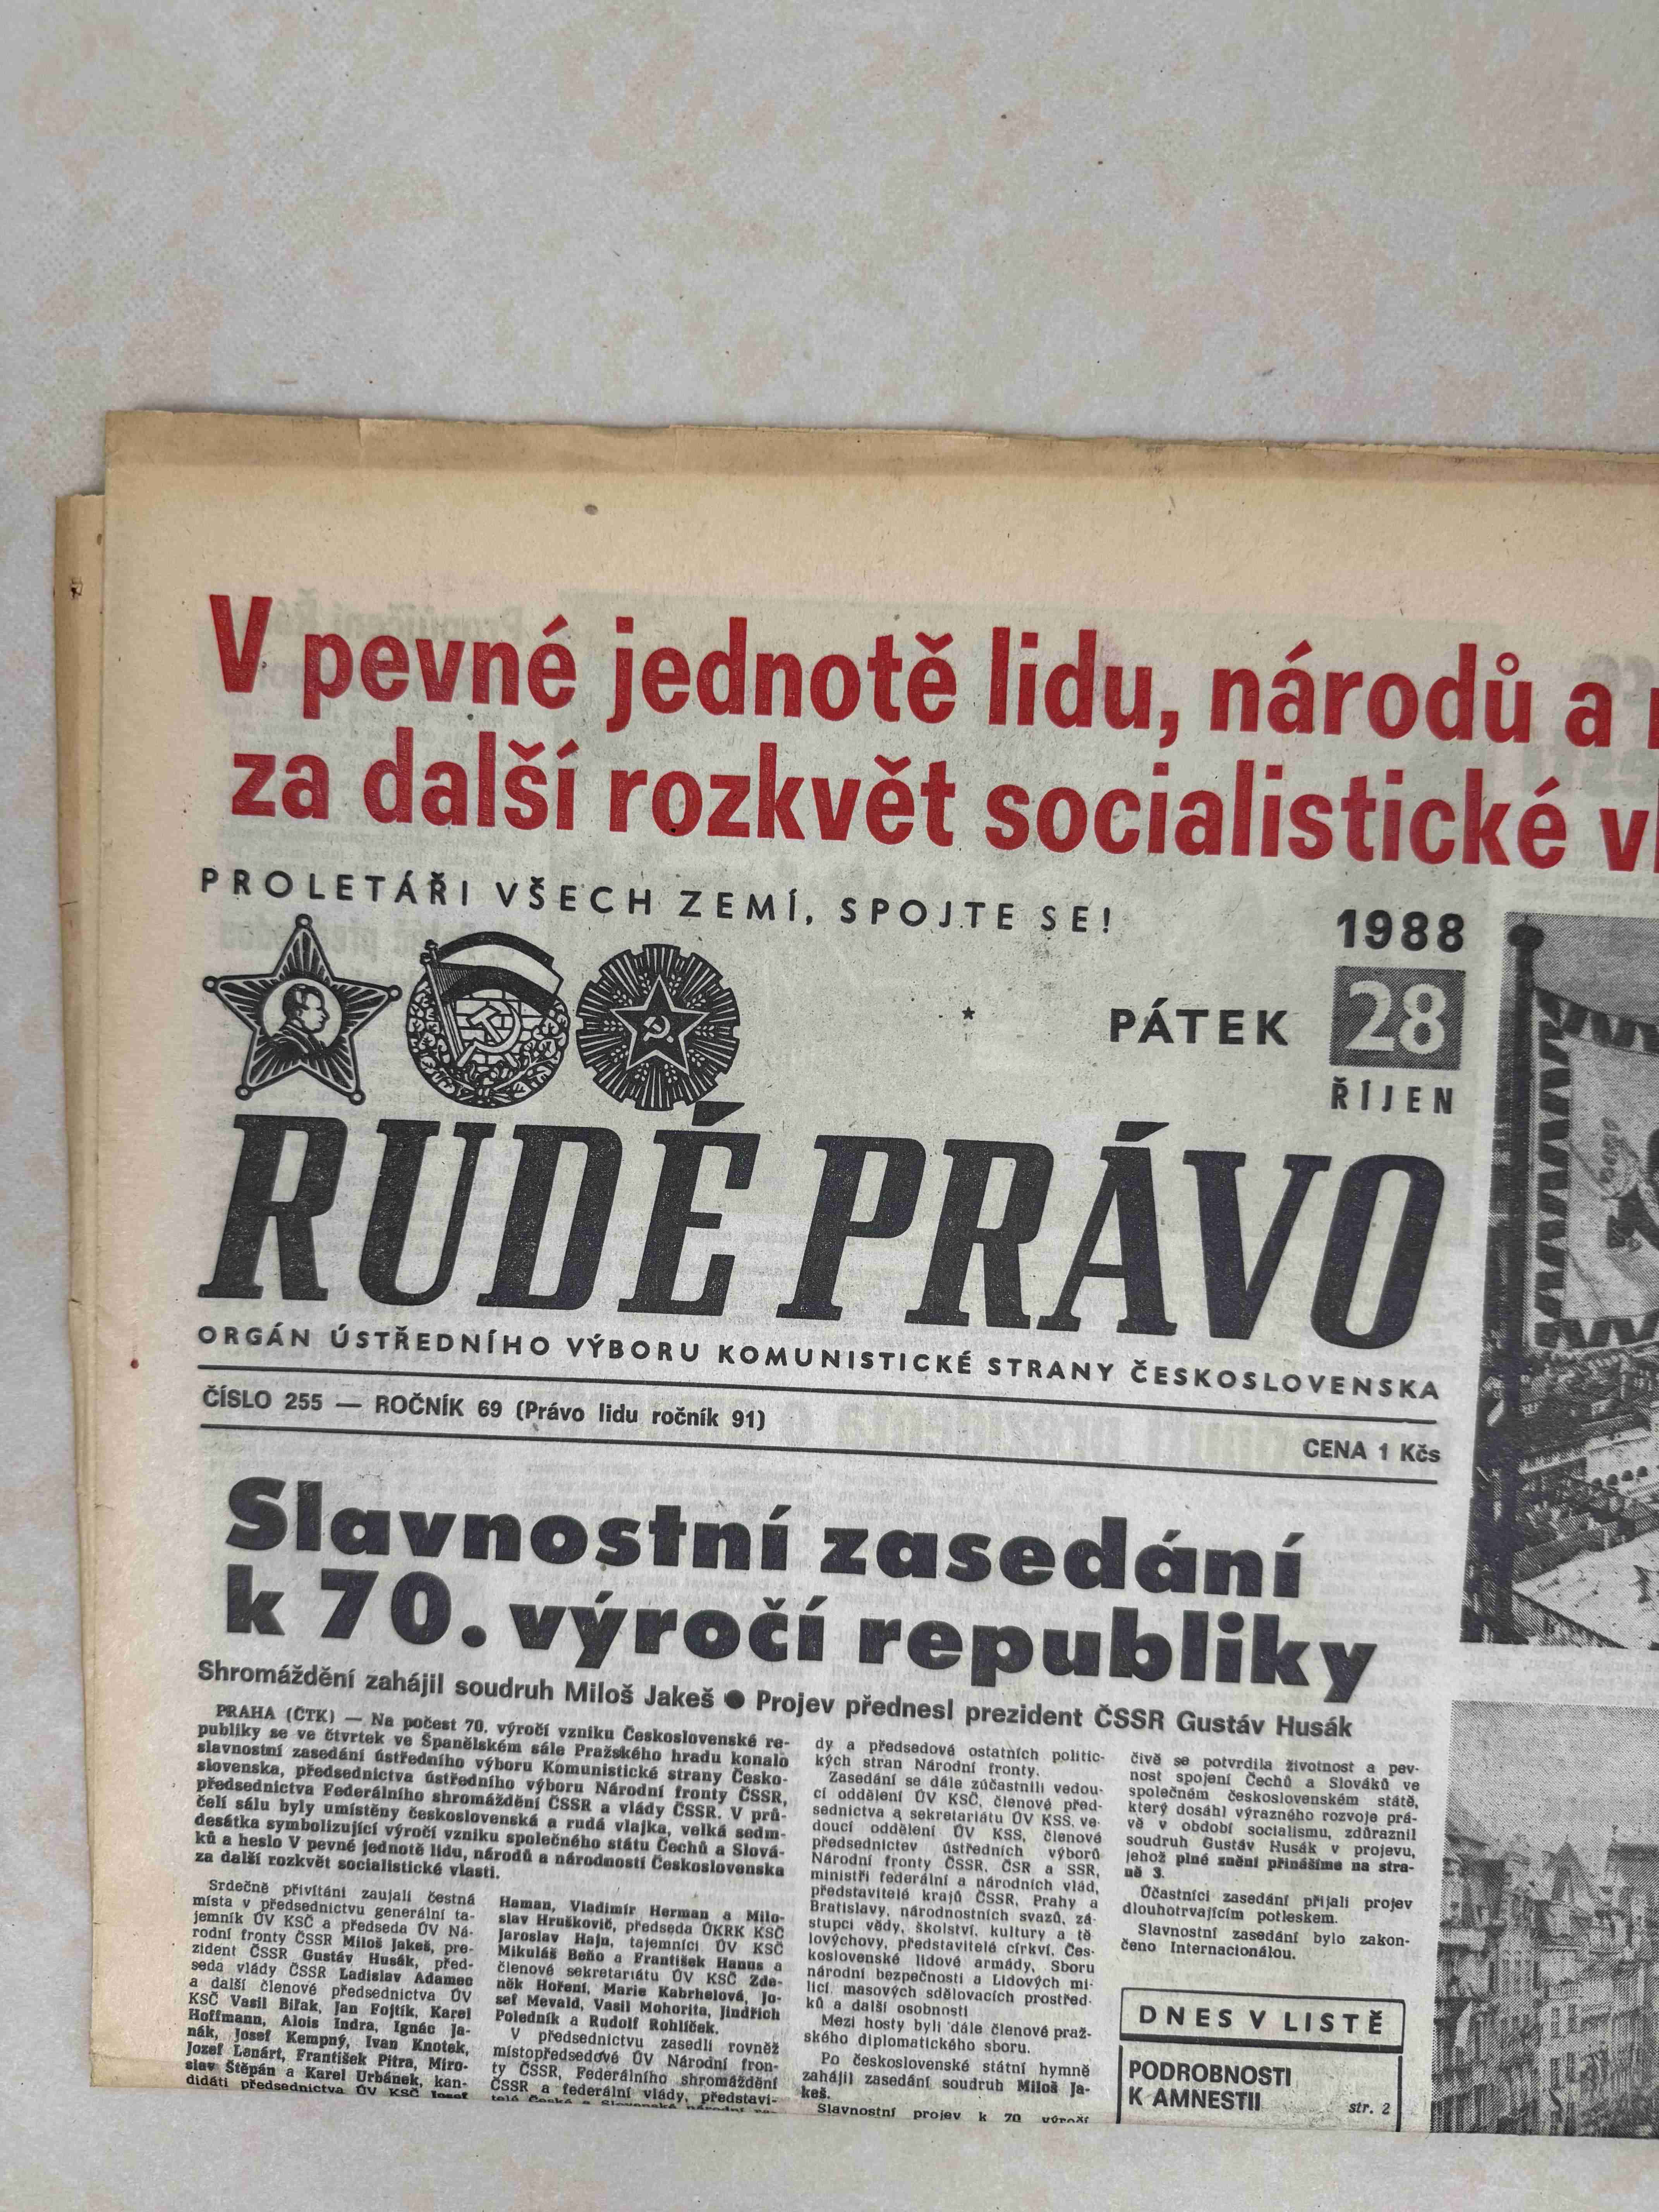 V pevné jednotě lidu, národů a
za další rozkvět socialistické
PROLETÁŘI VŠECH ZEMÍ, SPOJTE SE!
1988
PÁTEK 28
ŘÍJEN
RUDÉ PRÁVO
ORGÁN ÚSTŘEDNÍHO VÝBORU KOMUNISTICKÉ STRANY ČESKOSLOVENSKA
ČÍSLO 255 — ROČNÍK 69 (Právo lidu ročník 91)
CENA 1 Kčs
Slavnostní zasedání
k 70. výročí republiky
Shromáždění zahájil soudruh Miloš Jakeš ● Projev přednesl prezident ČSSR Gustáv Husák
PRAHA (ČTK) — Na počest 70. výročí vzniku Československé re-
publiky se ve čtvrtek ve Španělském sále Pražského hradu konalo
slavnostní zasedání ústředního výboru Komunistické strany Česko-
slovenska, předsednictva ústředního výboru Národní fronty ČSSR,
předsednictva Federálního shromáždění ČSSR a vlády ČSSR. V prů-
čelí sálu byly umístěny československá a rudá vlajka, velká sedm-
desátka symbolizující výročí vzniku společného státu Čechů a Slová-
ků a heslo V pevné jednotě lidu, národů a národností Československa
za další rozkvět socialistické vlasti.
Srdečně přivítáni zaujali čestná
místa v předsednictvu generální ta-
jemník ÚV KSČ a předseda ÚV Ná-
rodní fronty ČSSR Miloš Jakeš, pre-
zident ČSSR Gustáv Husák, před-
seda vlády ČSSR Ladislav Adamec
a další členové předsednictva ÚV
KSČ Vasil Biľak, Jan Fojtík, Karel
Hoffmann, Alois Indra, Ignác Ja-
nák, Josef Kempný, Ivan Knotek,
Jozef Lenárt, František Pitra, Miro-
slav Štěpán a Karel Urbánek, kan-
didáti předsednictva ÚV KSČ Josef
Haman, Vladimír Herman a Milo-
slav Hruškovič, předseda ÚKRK KSČ
Jaroslav Hajn, tajemníci ÚV KSČ
Mikuláš Beňo a František Hanus a
členové sekretariátu ÚV KSČ Zde-
něk Hoření, Marie Kabrhelová, Jo-
sef Mevald, Vasil Mohorita, Jindřich
Poledník a Rudolf Rohlíček.
V předsednictvu zasedli rovněž
místopředsedové ÚV Národní fron-
ty ČSSR, Federálního shromáždění
ČSSR a federální vlády, představi-
telé České a Slovenské národní ra-
dy a předsedové ostatních politic-
kých stran Národní fronty.
Zasedání se dále zúčastnili vedou-
cí oddělení ÚV KSČ, členové před-
sednictva a sekretariátu ÚV KSS, ve-
doucí oddělení ÚV KSS, členové
předsednictev ústředních výborů
Národní fronty ČSSR, ČSR a SSR,
ministři federální a národních vlád,
představitelé krajů ČSSR, Prahy a
Bratislavy, národnostních svazů, zá-
stupci vědy, školství, kultury a tě
lovýchovy, představitelé církví, Čes-
koslovenské lidové armády, Sboru
národní bezpečnosti a Lidových mi-
licí, masových sdělovacích prostřed-
ků a další osobnosti
Mezi hosty byli dále členové praž-
ského diplomatického sboru.
Po československé státní hymně
zahájil zasedání soudruh Miloš Ja-
keš.
Slavnostní projev k 70 výročí
čivě se potvrdila životnost a pev-
nost spojení Čechů a Slováků ve
společném československém státě,
který dosáhl výrazného rozvoje prá-
vě v období socialismu, zdůraznil
soudruh Gustáv Husák v projevu,
jehož plné znění přinášíme na stra-
ně 3.
Účastníci zasedání přijali projev
dlouhotrvajícím potleskem.
Slavnostní zasedání bylo zakon-
čeno Internacionálou.
DNES V LISTĚ
PODROBNOSTI
K AMNESTII str. 2